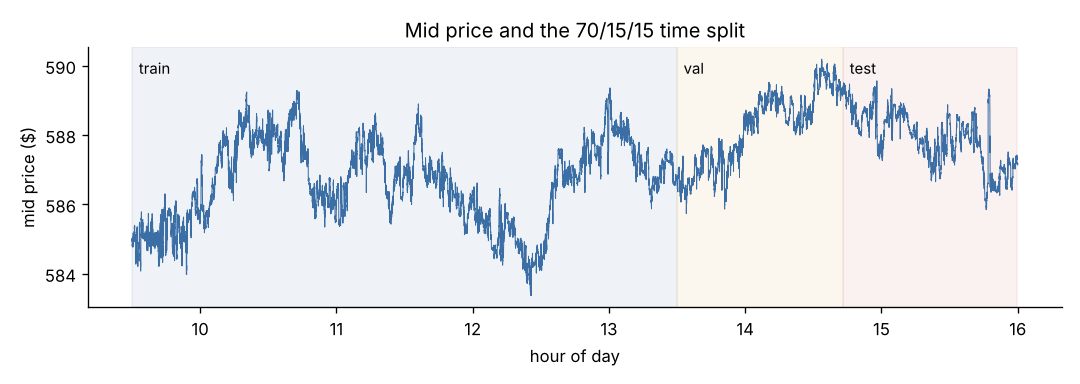 Mid price and the 70/15/15 time split
mid price ($)
590
588
586
584
train
val
test
10
11
12
13
14
15
16
hour of day